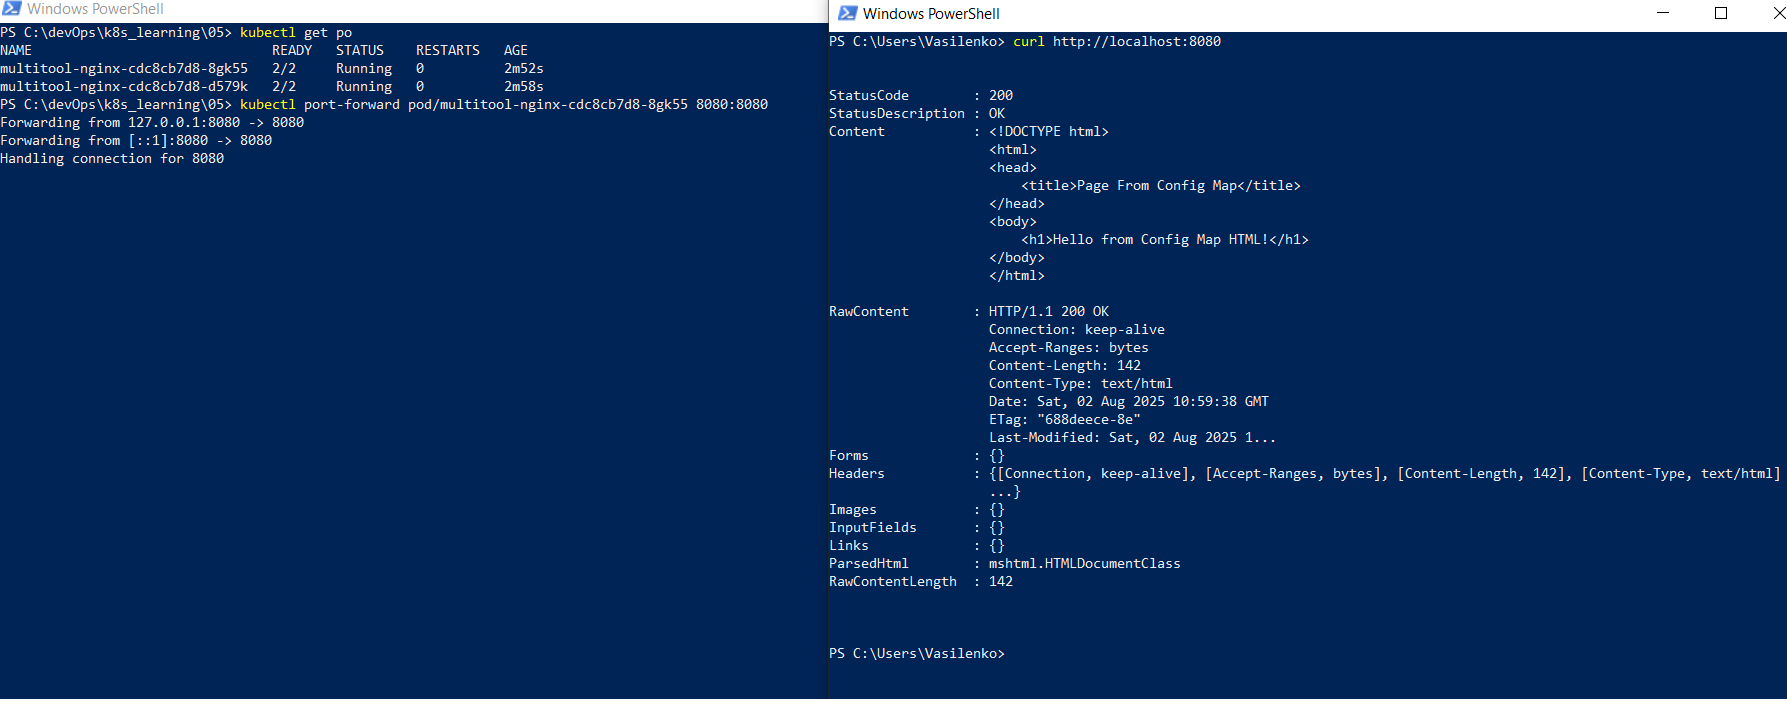 Windows PowerShell
PS C:\devOps\k8s_learning\05> kubectl get po
NAME                              READY   STATUS    RESTARTS   AGE
multitool-nginx-cdc8cb7d8-8gk55   2/2     Running   0          2m52s
multitool-nginx-cdc8cb7d8-d579k   2/2     Running   0          2m58s
PS C:\devOps\k8s_learning\05> kubectl port-forward pod/multitool-nginx-cdc8cb7d8-8gk55 8080:8080
Forwarding from 127.0.0.1:8080 -> 8080
Forwarding from [::1]:8080 -> 8080
Handling connection for 8080
Windows PowerShell
PS C:\Users\Vasilenko> curl http://localhost:8080
StatusCode        : 200
StatusDescription : OK
Content           : <!DOCTYPE html>
                    <html>
                    <head>
                        <title>Page From Config Map</title>
                    </head>
                    <body>
                        <h1>Hello from Config Map HTML!</h1>
                    </body>
                    </html>
RawContent        : HTTP/1.1 200 OK
                    Connection: keep-alive
                    Accept-Ranges: bytes
                    Content-Length: 142
                    Content-Type: text/html
                    Date: Sat, 02 Aug 2025 10:59:38 GMT
                    ETag: "688deece-8e"
                    Last-Modified: Sat, 02 Aug 2025 1...
Forms             : {}
Headers           : {[Connection, keep-alive], [Accept-Ranges, bytes], [Content-Length, 142], [Content-Type, text/html]
                    ...}
Images            : {}
InputFields       : {}
Links             : {}
ParsedHtml        : mshtml.HTMLDocumentClass
RawContentLength  : 142
PS C:\Users\Vasilenko>